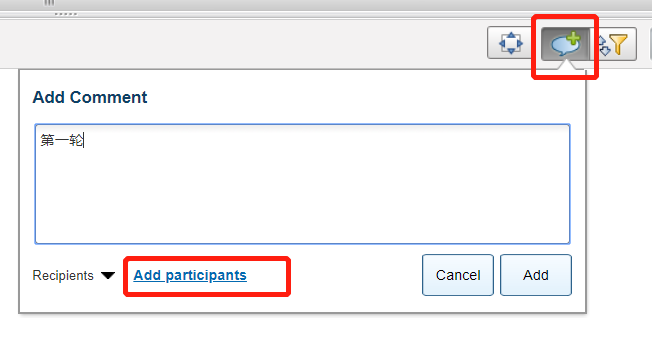 Add Comment
第一轮
Recipients Add participants Cancel Add